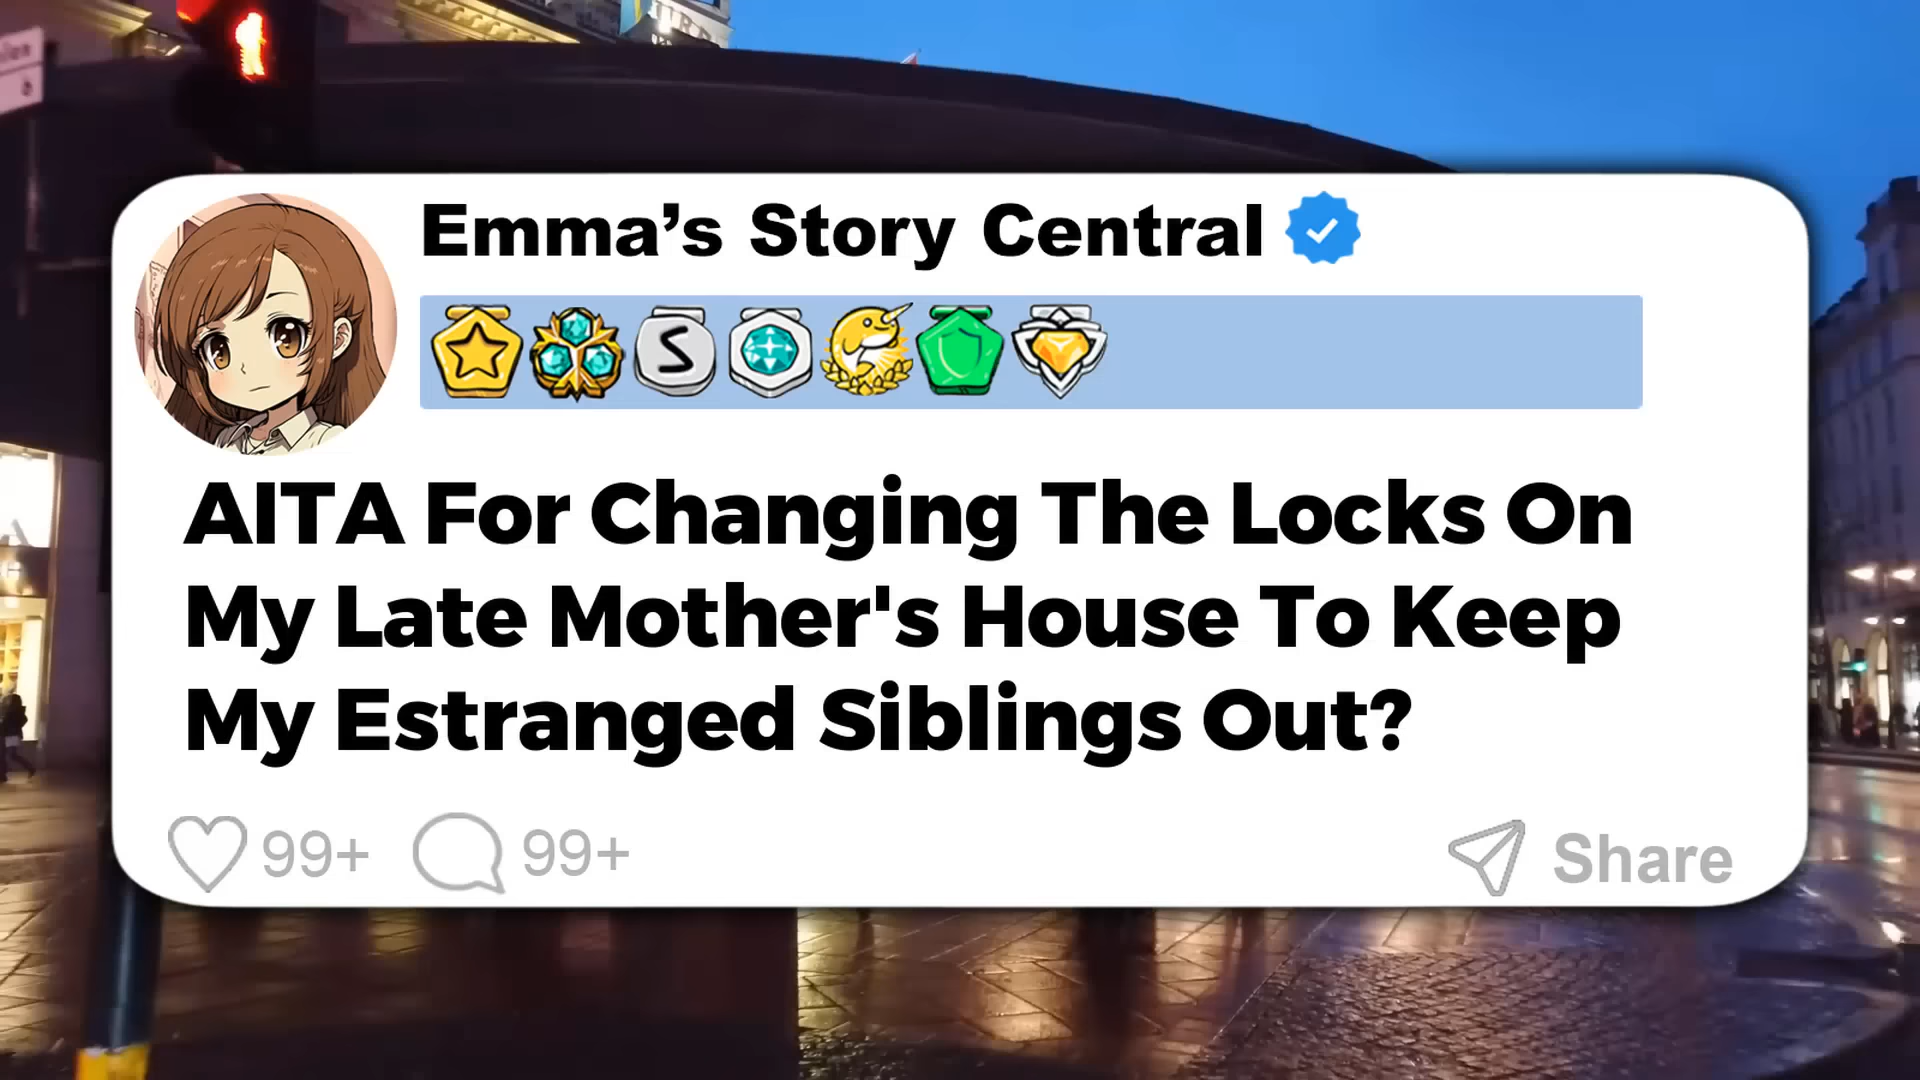 Emma’s Story Central
S
AITA For Changing The Locks On
My Late Mother's House To Keep
My Estranged Siblings Out?
99+ 99+ Share